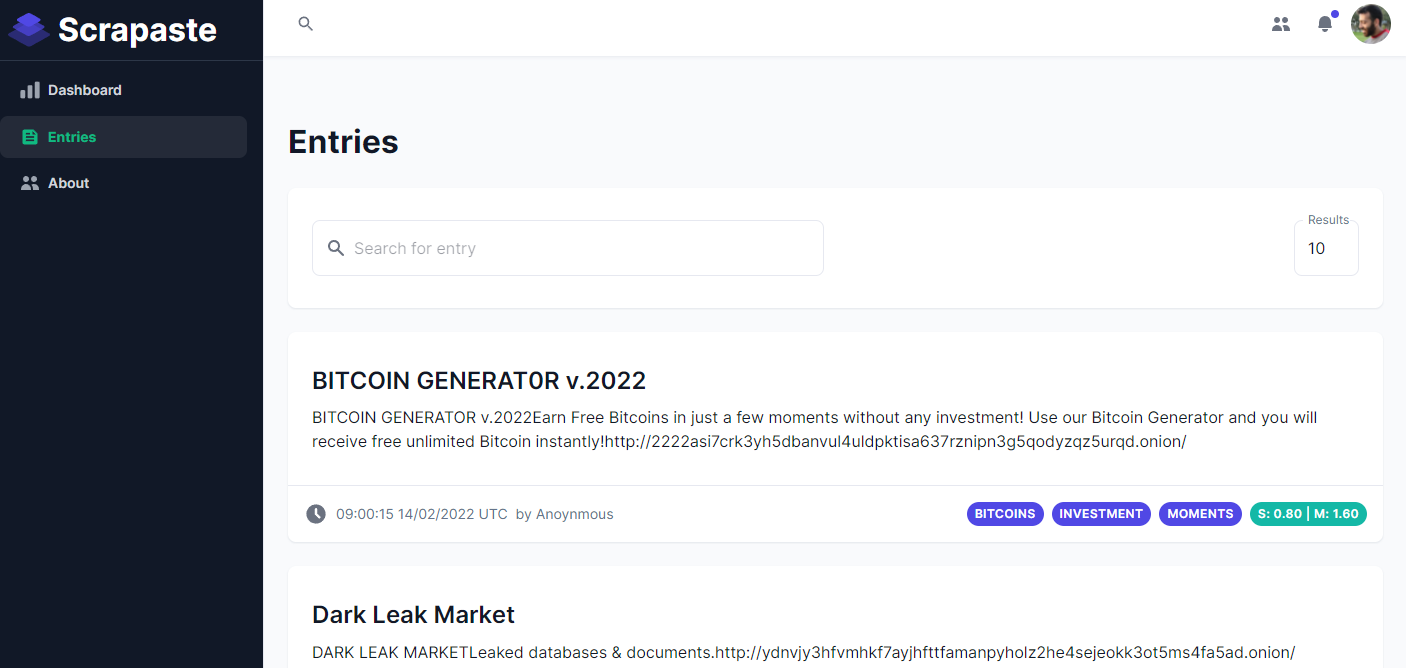 Scrapaste
Dashboard
Entries
About
Entries
Search for entry
Results
10
BITCOIN GENERAT0R v.2022
BITCOIN GENERATOR v.2022Earn Free Bitcoins in just a few moments without any investment! Use our Bitcoin Generator and you will
receive free unlimited Bitcoin instantly!http://2222asi7crk3yh5dbanvul4uldpktisa637rznipn3g5qodyzqz5urqd.onion/
09:00:15 14/02/2022 UTC by Anoynmous
BITCOINS INVESTMENT MOMENTS S: 0.80 | M: 1.60
Dark Leak Market
DARK LEAK MARKETLeaked databases & documents.http://ydnvjy3hfvmhkf7ayjhfttfamanpyholz2he4sejeokk3ot5ms4fa5ad.onion/